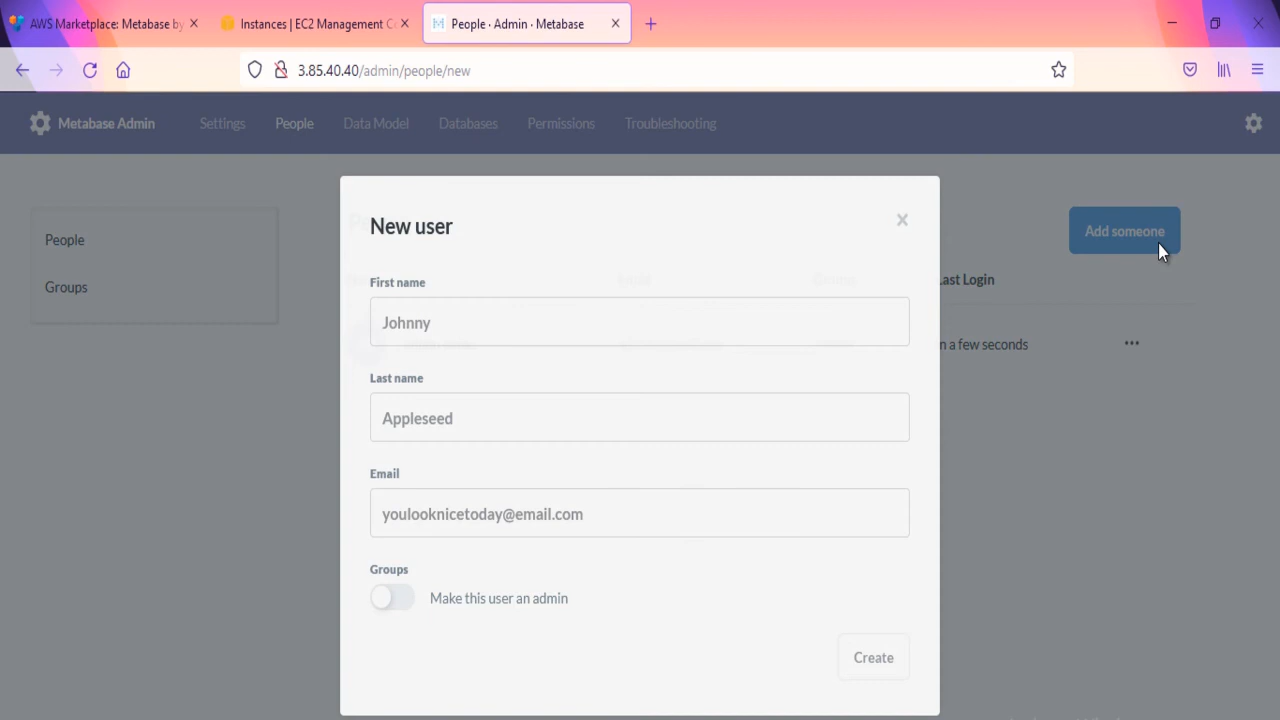 AWS Marketplace: Metabase by
Instances | EC2 Management Co
People · Admin · Metabase
3.85.40.40/admin/people/new
Metabase Admin
Settings
People
Data Model
Databases
Permissions
Troubleshooting
People
Groups
Add someone
Last Login
n a few seconds
New user
First name
Johnny
Last name
Appleseed
Email
youlooknicetoday@email.com
Groups
Make this user an admin
Create